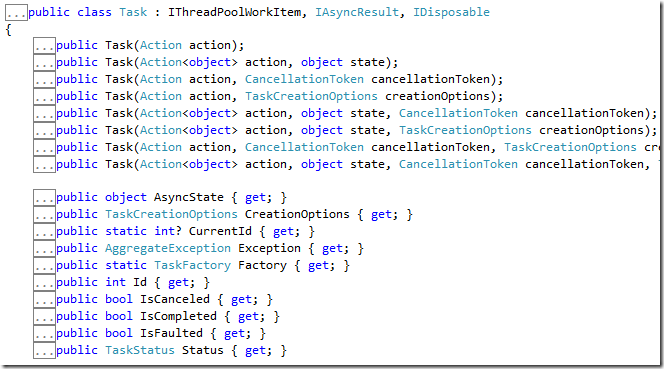 ...public class Task : IThreadPoolWorkItem, IAsyncResult, IDisposable
{
...public Task(Action action);
...public Task(Action<object> action, object state);
...public Task(Action action, CancellationToken cancellationToken);
...public Task(Action action, TaskCreationOptions creationOptions);
...public Task(Action<object> action, object state, CancellationToken cancellationToken);
...public Task(Action<object> action, object state, TaskCreationOptions creationOptions);
...public Task(Action action, CancellationToken cancellationToken, TaskCreationOptions cre
...public Task(Action<object> action, object state, CancellationToken cancellationToken,
...public object AsyncState { get; }
...public TaskCreationOptions CreationOptions { get; }
...public static int? CurrentId { get; }
...public AggregateException Exception { get; }
...public static TaskFactory Factory { get; }
...public int Id { get; }
...public bool IsCanceled { get; }
...public bool IsCompleted { get; }
...public bool IsFaulted { get; }
...public TaskStatus Status { get; }